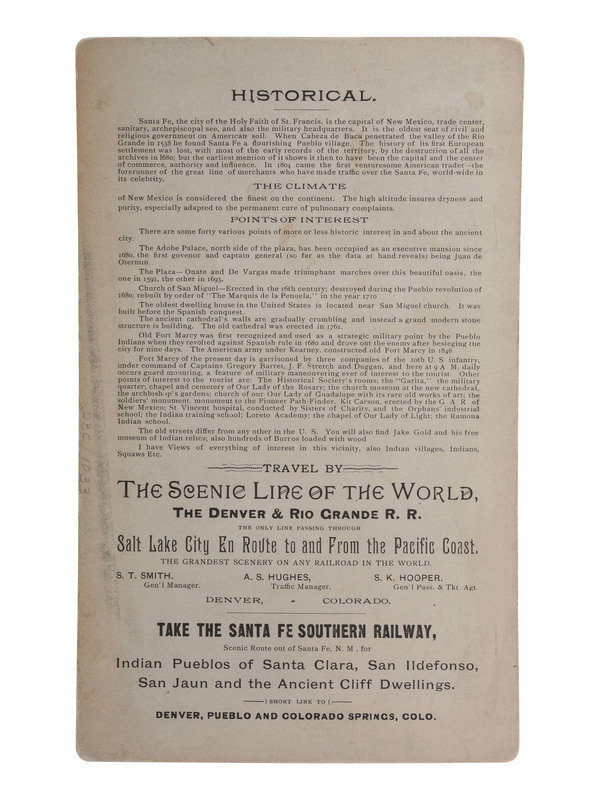 HISTORICAL.
Santa Fe, the city of the Holy Faith of St. Francis, is the capital of New Mexico, trade center,
sanitary, archepiscopal see, and also the military headquarters. It is the oldest seat of civil and
religious government on American soil. When Cabeza de Baca penetrated the valley of the Rio
Grande in 1538 he found Santa Fe a flourishing Pueblo village. The history of its first European
settlement was lost, with most of the early records of the territory, by the destruction of all the
archives in 1680; but the earliest mention of it shows it then to have been the capital and the center
of commerce, authority and influence. In 1804 came the first venturesome American trader—the
forerunner of the great line of merchants who have made traffic over the Santa Fe, world-wide in
its celebrity.
THE CLIMATE
of New Mexico is considered the finest on the continent. The high altitude insures dryness and
purity, especially adapted to the permanent cure of pulmonary complaints.
POINTS OF INTEREST
There are some forty various points of more or less historic interest in and about the ancient
city.
The Adobe Palace, north side of the plaza, has been occupied as an executive mansion since
1680, the first govenor and captain general (so far as the data at hand reveals) being Juan de
Otermin
The Plaza—Onate and De Vargas made triumphant marches over this beautiful oasis, the
one in 1591, the other in 1693.
Church of San Miguel—Erected in the 16th century; destroyed during the Pueblo revolution of
1680; rebuilt by order of "The Marquis de la Penuela," in the year 1710
The oldest dwelling house in the United States is located near San Miguel church. It was
built before the Spanish conquest.
The ancient cathedral's walls are gradually crumbling and instead a grand modern stone
structure is building. The old cathedral was erected in 1761.
Old Fort Marcy was first recognized and used as a strategic military point by the Pueblo
Indians when they revolted against Spanish rule in 1680 and drove out the enemy after besieging the
city for nine days. The American army under Kearney, constructed old Fort Marcy in 1846
Fort Marcy of the present day is garrisoned by three companies of the 10th U. S. infantry,
under command of Captains Gregory Barret, J. F. Stretch and Duggan, and here at 9 A. M. daily
occurs guard mounting, a feature of military maneuvering ever of interest to the tourist. Other
points of interest to the tourist are: The Historical Society's rooms; the "Garita," the military
quarter; chapel and cemetery of Our Lady of the Rosary; the church museum at the new cathedral,
the archbish-op's gardens; church of our Our Lady of Guadalupe with its rare old works of art; the
soldiers' monument, monument to the Pioneer Path-Finder, Kit Carson, erected by the G A R of
New Mexico; St Vincent hospital, conducted by Sisters of Charity, and the Orphans' industrial
school; the Indian training school; Loreto Academy; the chapel of Our Lady of Light; the Ramona
Indian school.
The old streets differ from any other in the U. S. You will also find Jake Gold and his free
museum of Indian relics; also hundreds of Burros loaded with wood
I have Views of everything of interest in this vicinity, also Indian villages, Indians,
Squaws Etc.
TRAVEL BY
THE SCENIC LINE OF THE WORLD,
THE DENVER & RIO GRANDE R. R.
THE ONLY LINE PASSING THROUGH
Salt Lake City En Route to and From the Pacific Coast.
THE GRANDEST SCENERY ON ANY RAILROAD IN THE WORLD.
S. T. SMITH. A. S. HUGHES, S. K. HOOPER.
Gen'l Manager. Traffic Manager. Gen'l Pass. & Tkt Agt.
DENVER, - COLORADO.
TAKE THE SANTA FE SOUTHERN RAILWAY,
Scenic Route out of Santa Fe, N. M., for
Indian Pueblos of Santa Clara, San Ildefonso,
San Jaun and the Ancient Cliff Dwellings.
) SHORT LINE TO (
DENVER, PUEBLO AND COLORADO SPRINGS, COLO.